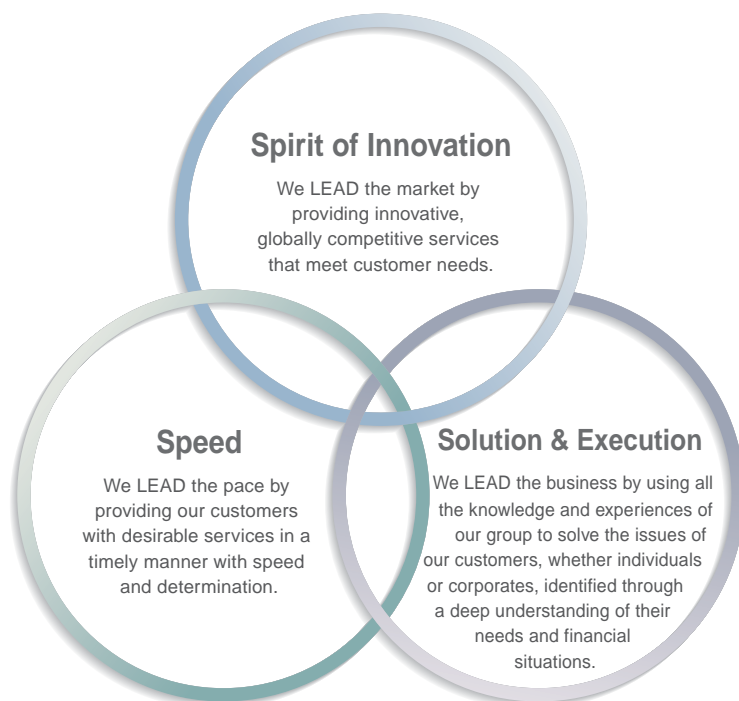 Spirit of Innovation
We LEAD the market by
providing innovative,
globally competitive services
that meet customer needs.
Speed
We LEAD the pace by
providing our customers
with desirable services in a
timely manner with speed
and determination.
Solution & Execution
We LEAD the business by using all
the knowledge and experiences of
our group to solve the issues of
our customers, whether individuals
or corporates, identified through
a deep understanding of their
needs and financial
situations.